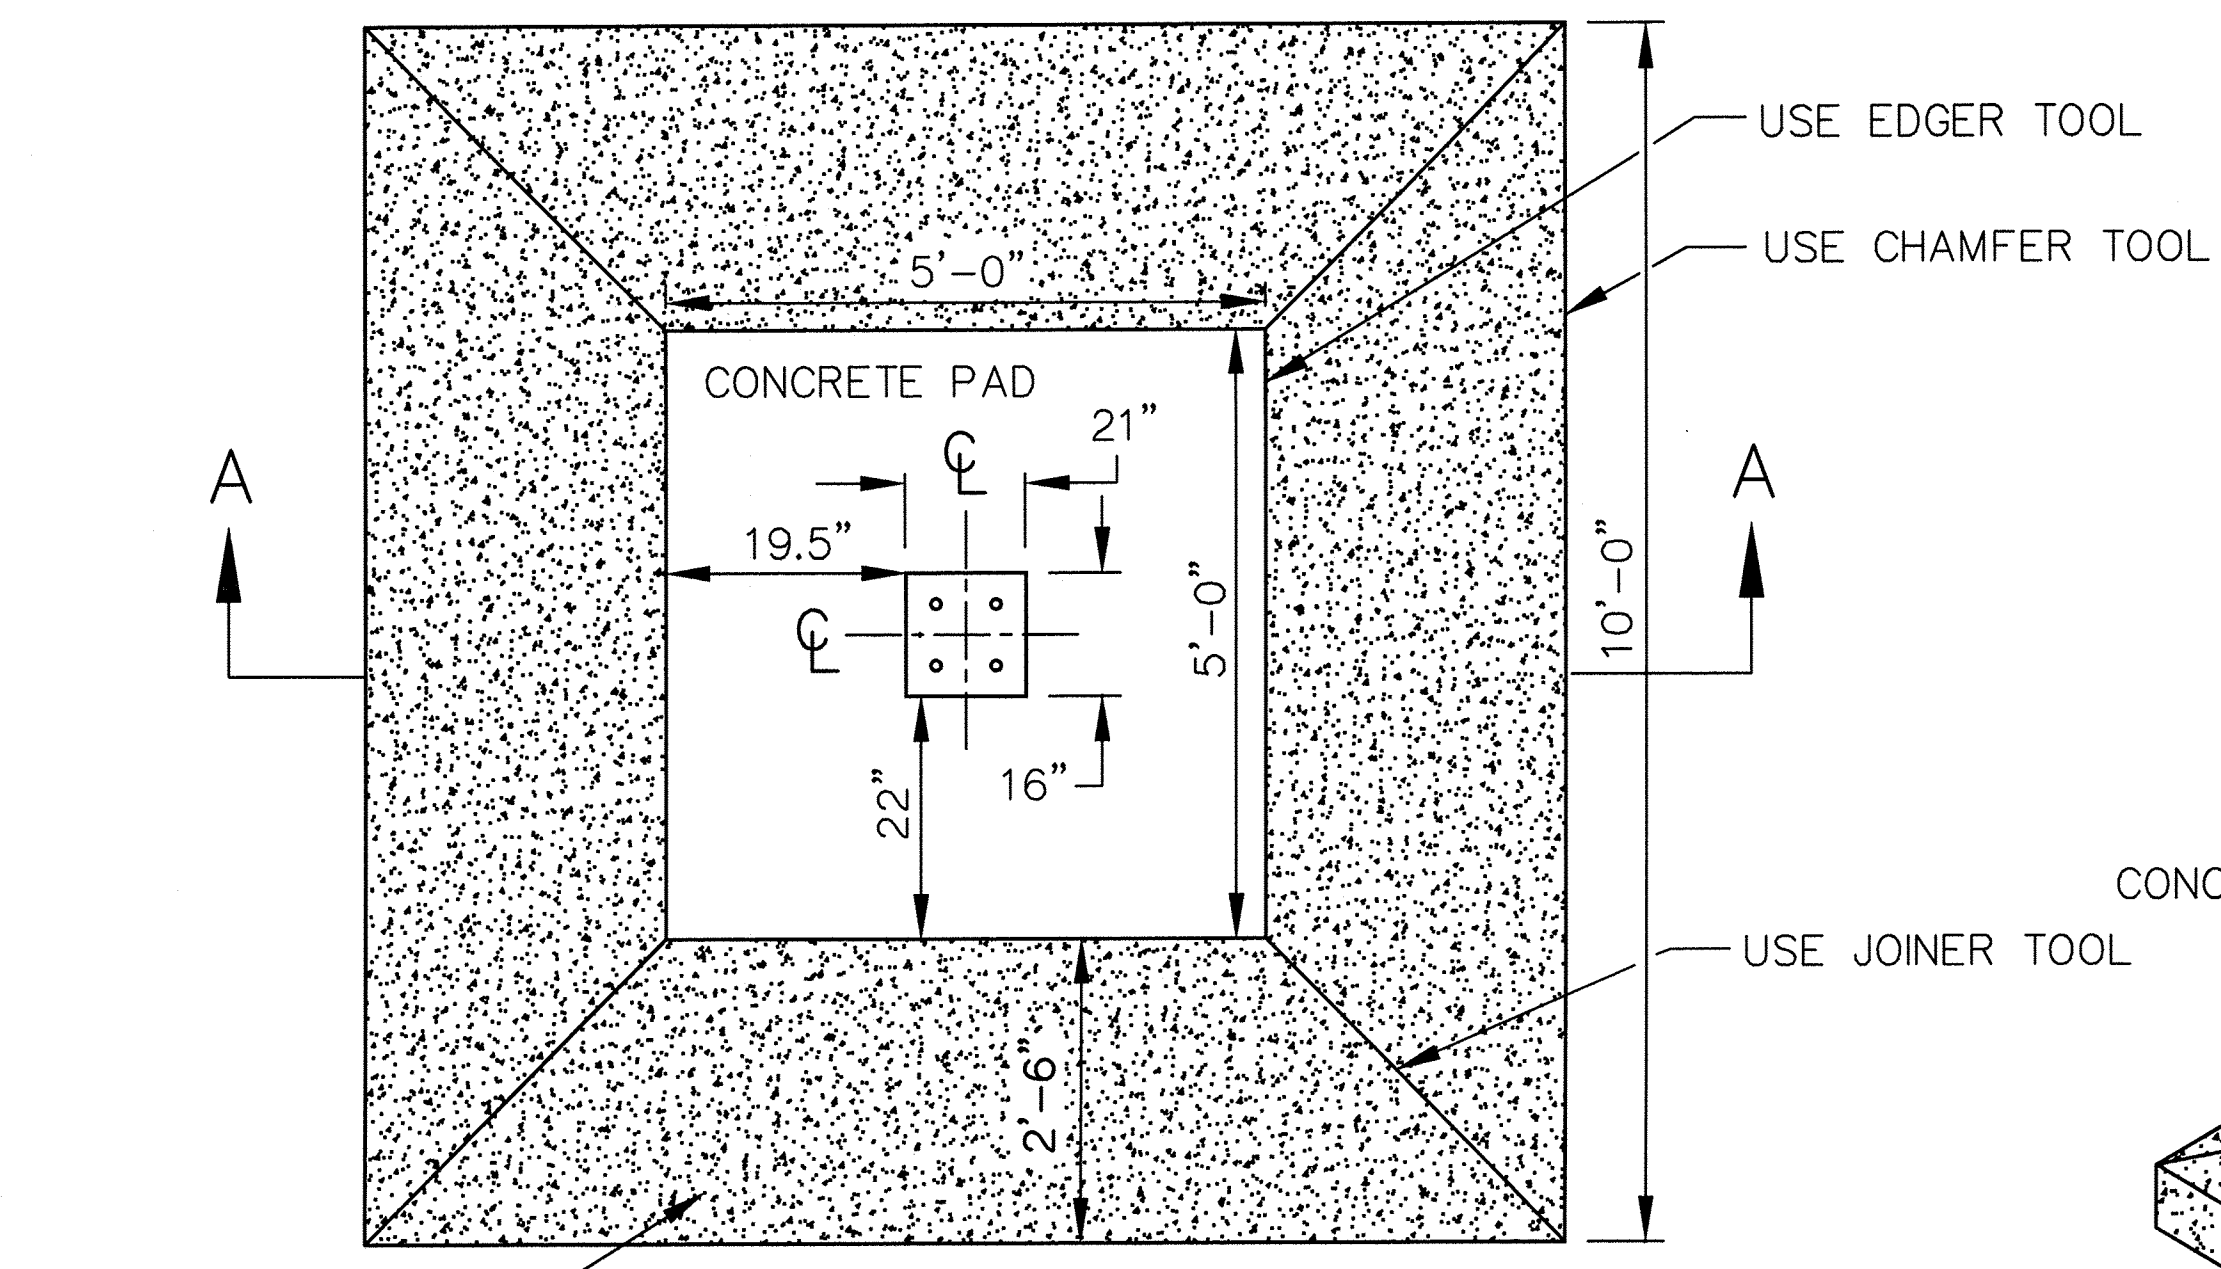 USE EDGER TOOL
USE CHAMFER TOOL
5'-0"
CONCRETE PAD
21"
℄
A
A
19.5"
10'-0"
℄
5'-0"
16"
22"
CONC
USE JOINER TOOL
2'-6"